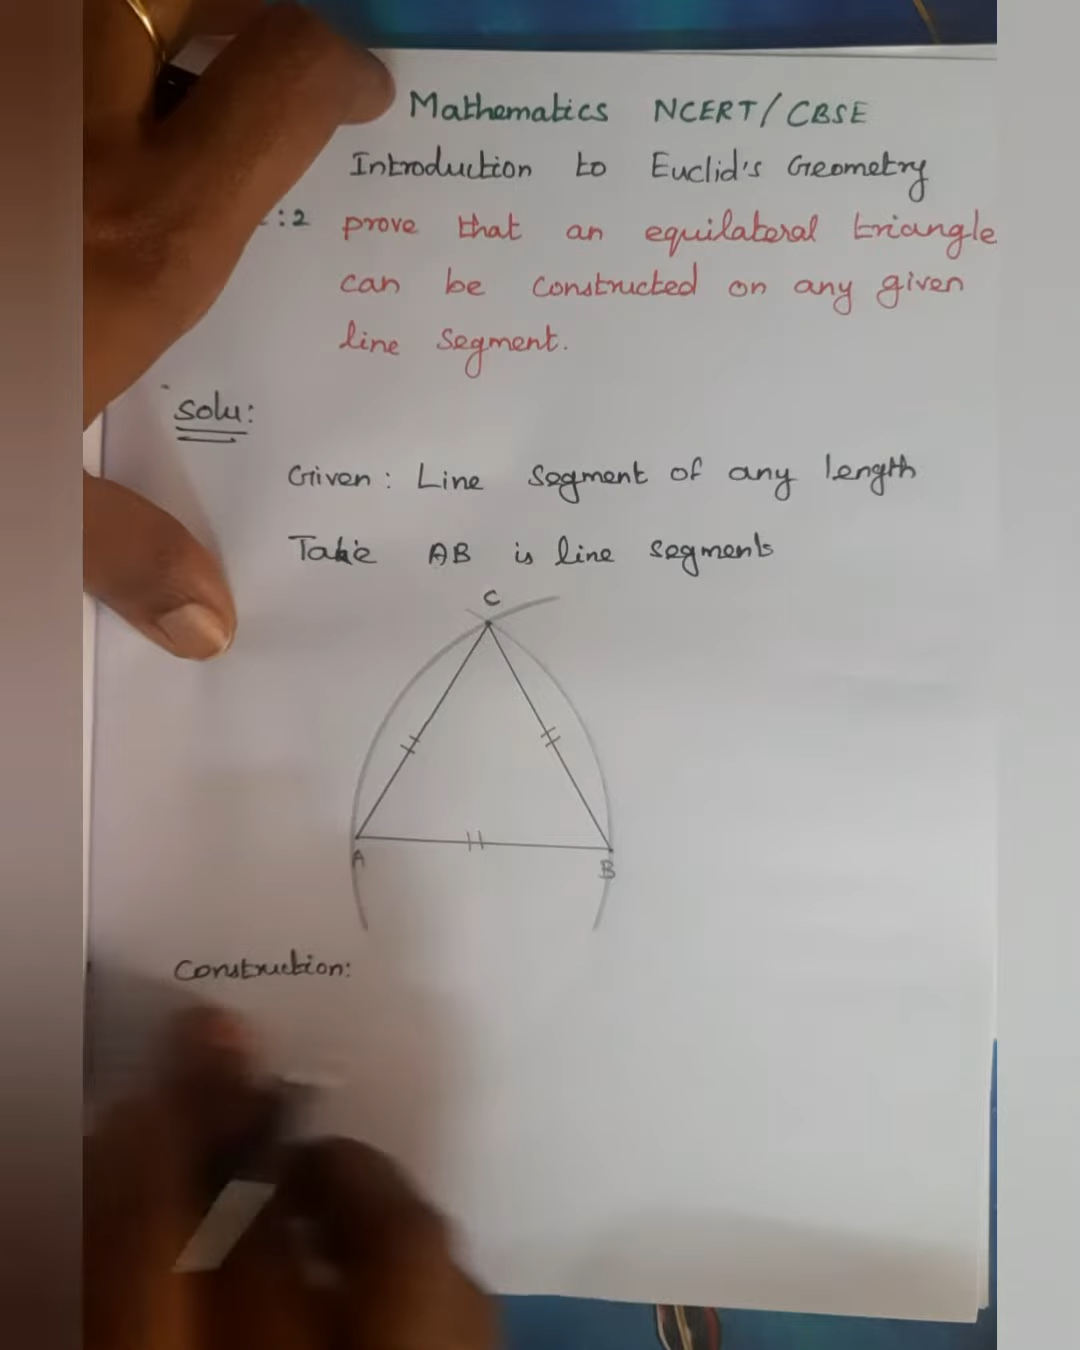 Mathematics NCERT/CBSE
Introduction to Euclid's Geometry
:2 prove that an equilateral triangle
can be constructed on any given
line segment.
Solu:
Given: Line segment of any length
Take AB is line segments
C
A
B
Construction: